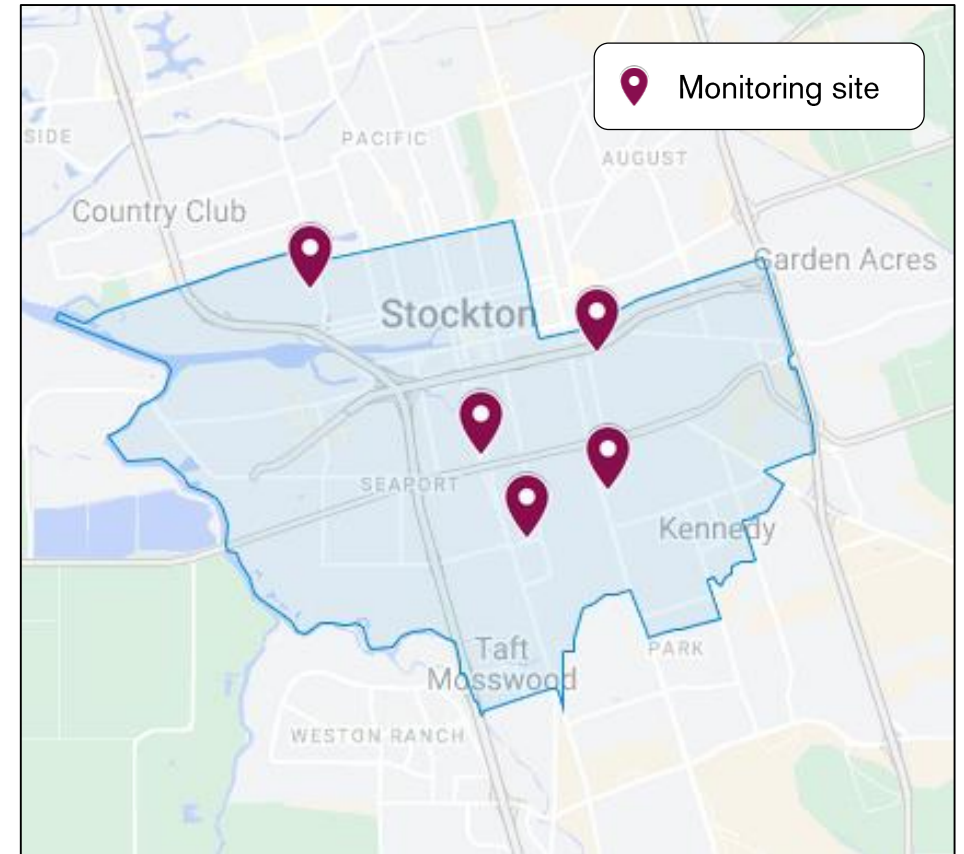 Monitoring site
SIDE
PACIFIC
AUGUST
Country Club
Garden Acres
Stockton
SEAPORT
Kennedy
Taft
Mosswood
PARK
WESTON RANCH